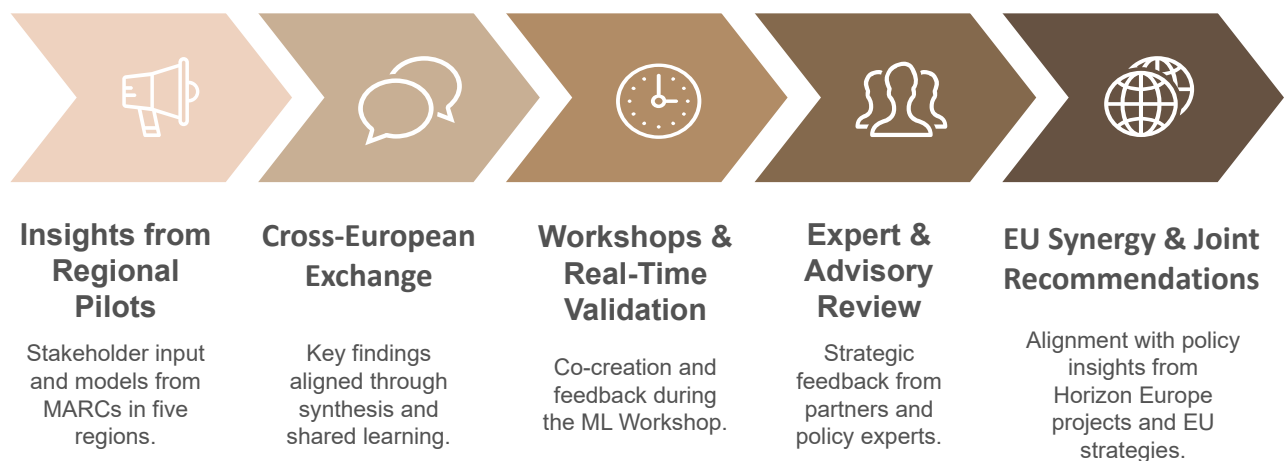 Insights from
Regional
Pilots
Stakeholder input
and models from
MARCs in five
regions.
Cross-European
Exchange
Key findings
aligned through
synthesis and
shared learning.
Workshops &
Real-Time
Validation
Co-creation and
feedback during
the ML Workshop.
Expert &
Advisory
Review
Strategic
feedback from
partners and
policy experts.
EU Synergy & Joint
Recommendations
Alignment with policy
insights from
Horizon Europe
projects and EU
strategies.